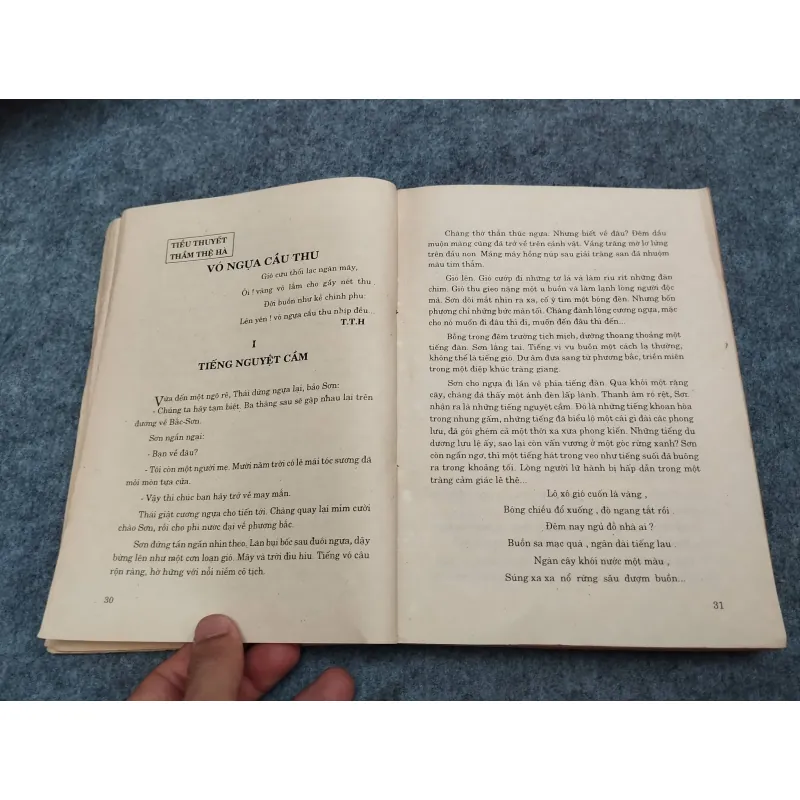 TIỂU THUYẾT
THẨM THỆ HÀ
VÓ NGỰA CẦU THU
Gió cưu thổi lạc ngàn mây,
Ôi ! vàng võ lắm cho gầy nét thu
Đời buồn như kẻ chinh phu:
Lên yên ! vó ngựa cầu thu nhịp đều...
T.T.H
I
TIẾNG NGUYỆT CẦM
Vừa đến một ngõ rẽ, Thái dừng ngựa lại, bảo Sơn:
- Chúng ta hãy tạm biệt. Ba tháng sau sẽ gặp nhau lại trên
đường về Bắc-Sơn.
Sơn ngần ngại:
- Bạn về đâu?
- Tôi còn một người mẹ. Mười năm trời có lẽ mái tóc sương đã
mỏi mòn tựa cửa.
- Vậy thì chúc bạn hãy trở về may mắn.
Thái giật cương ngựa cho tiến tới. Chàng quay lại mỉm cười
chào Sơn, rồi cho phi nước đại về phương bắc.
Sơn đứng tần ngần nhìn theo. Làn bụi bốc sau đuôi ngựa, dậy
bừng lên như một cơn loạn gió. Mây và trời đìu hiu. Tiếng vó câu
rộn ràng, hờ hững với nỗi niềm cô tịch.
30
Chàng thờ thẫn thúc ngựa. Nhưng biết về đâu? Đêm dầu
muộn màng cũng đã trở về trên cảnh vật. Vầng trăng mờ lơ lửng
trên đầu non. Mảng mây hồng núp sau giải trăng san đã nhuộm
màu tím thẫm.
Gió lên. Gió cướp đi những tờ lá và làm ríu rít những đàn
chim. Gió thu gieo nặng một u buồn và làm lạnh lòng người độc
mã. Sơn dõi mắt nhìn ra xa, cố ý tìm một bóng đèn. Nhưng bốn
phương chỉ những bức màn tối. Chàng đành lỏng cương ngựa, mặc
cho nó muốn đi đâu thì đi, muốn đến đâu thì đến...
Bỗng trong đêm trường tịch mịch, dường thoang thoảng một
tiếng đàn. Sơn lắng tai. Tiếng vi vu buồn một cách lạ thường,
không thể là tiếng gió. Dư âm đưa sang từ phương bắc, triền miên
trong một điệp khúc tràng giang.
Sơn cho ngựa đi lần về phía tiếng đàn. Qua khỏi một rặng
cây, chàng đã thấy một ánh đèn lấp lánh. Thanh âm rõ rệt, Sơn
nhận ra là những tiếng nguyệt cầm. Đó là những tiếng khoan hòa
trong nhung gấm, những tiếng đã biểu lộ một cái gì đài các phong
lưu, đã gói ghém cả một thời xa xưa phong kiến. Những tiếng du
dương lưu lệ ấy, sao lại còn vấn vương ở một góc rừng xanh? Sơn
còn ngẩn ngơ, thì một tiếng hát trong veo như tiếng suối đã buông
ra trong khoảng tối. Lòng người lữ hành bị hấp dẫn trong một
tràng cảm giác lê thê...
Lô xô gió cuốn lá vàng ,
Bóng chiều đổ xuống , đò ngang tắt rồi .
Đêm nay ngủ đỗ nhà ai ?
Buồn sa mạc quá , ngân dài tiếng lau .
Ngàn cây khói nước một màu ,
Súng xa xa nổ rừng sâu đượm buồn...
31